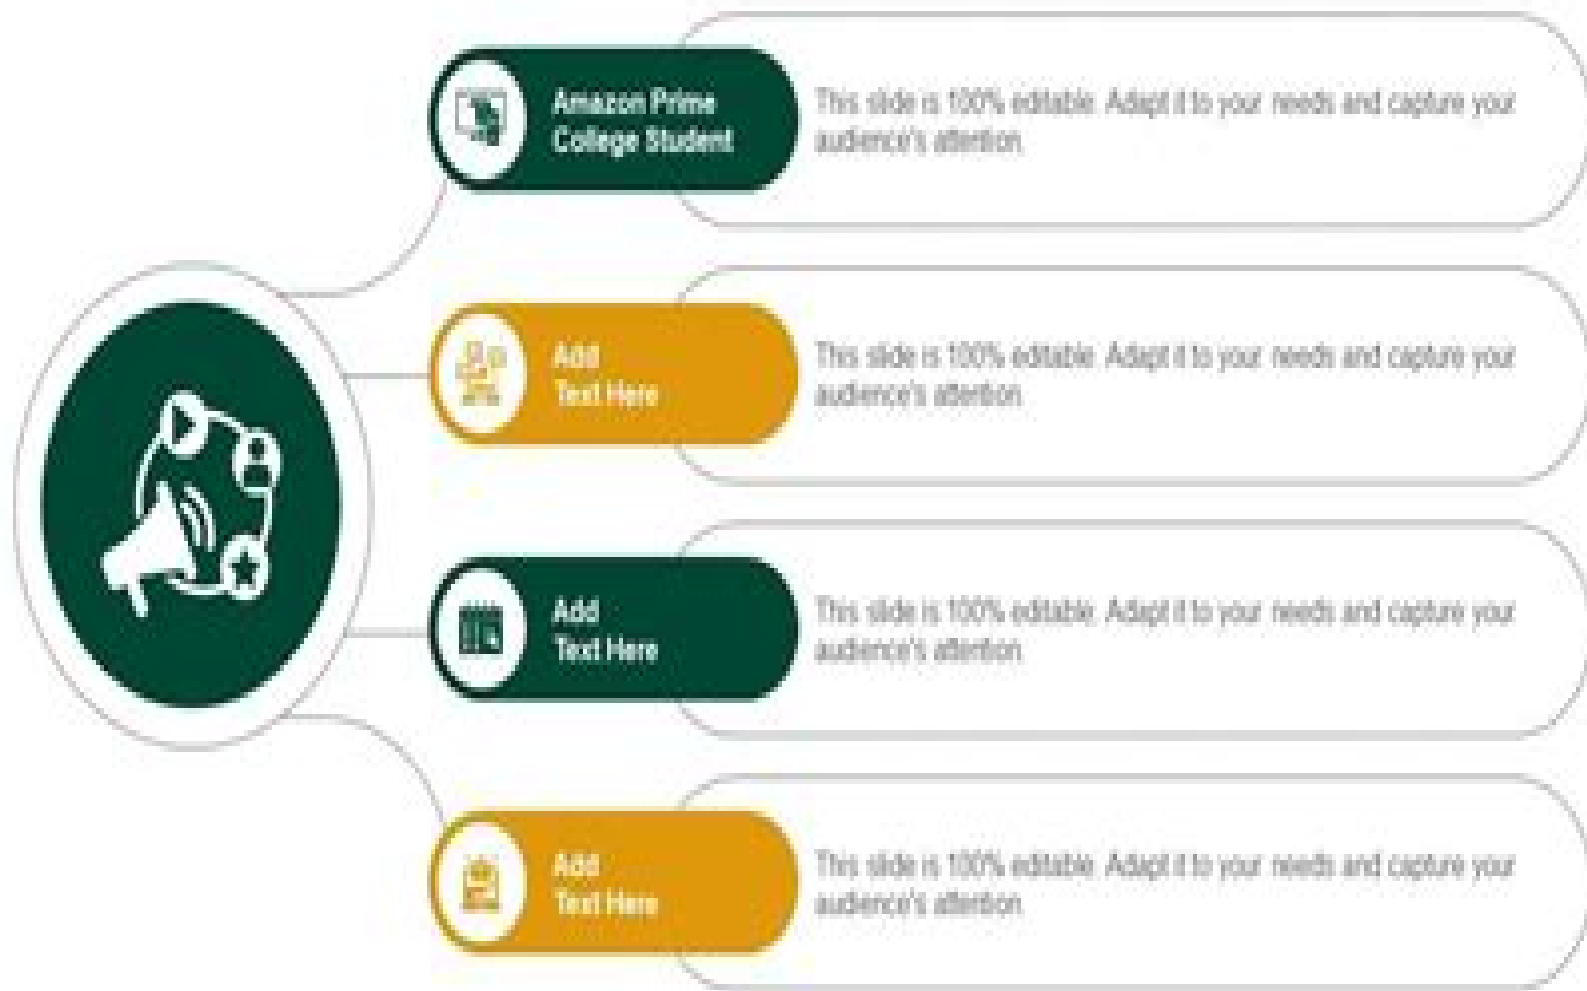 Amazon Prime
College Student
This slide is 100% editable. Adapt it to your needs and capture your
audience's attention.
Add
Text Here
This slide is 100% editable. Adapt it to your needs and capture your
audience's attention.
Add
Text Here
This slide is 100% editable. Adapt it to your needs and capture your
audience's attention.
Add
Text Here
This slide is 100% editable. Adapt it to your needs and capture your
audience's attention.